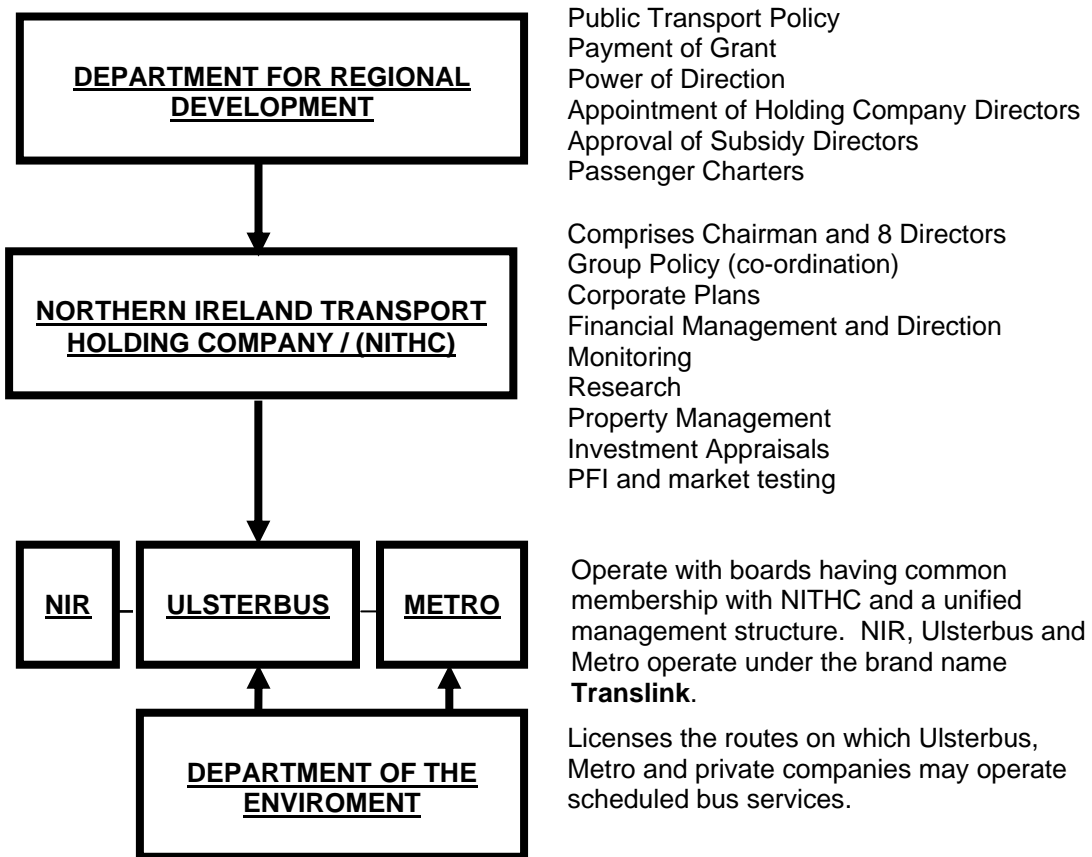 DEPARTMENT FOR REGIONAL
DEVELOPMENT
Public Transport Policy
Payment of Grant
Power of Direction
Appointment of Holding Company Directors
Approval of Subsidy Directors
Passenger Charters
NORTHERN IRELAND TRANSPORT
HOLDING COMPANY / (NITHC)
Comprises Chairman and 8 Directors
Group Policy (co-ordination)
Corporate Plans
Financial Management and Direction
Monitoring
Research
Property Management
Investment Appraisals
PFI and market testing
NIR
ULSTERBUS
METRO
Operate with boards having common
membership with NITHC and a unified
management structure.  NIR, Ulsterbus and
Metro operate under the brand name
Translink.
DEPARTMENT OF THE
ENVIROMENT
Licenses the routes on which Ulsterbus,
Metro and private companies may operate
scheduled bus services.